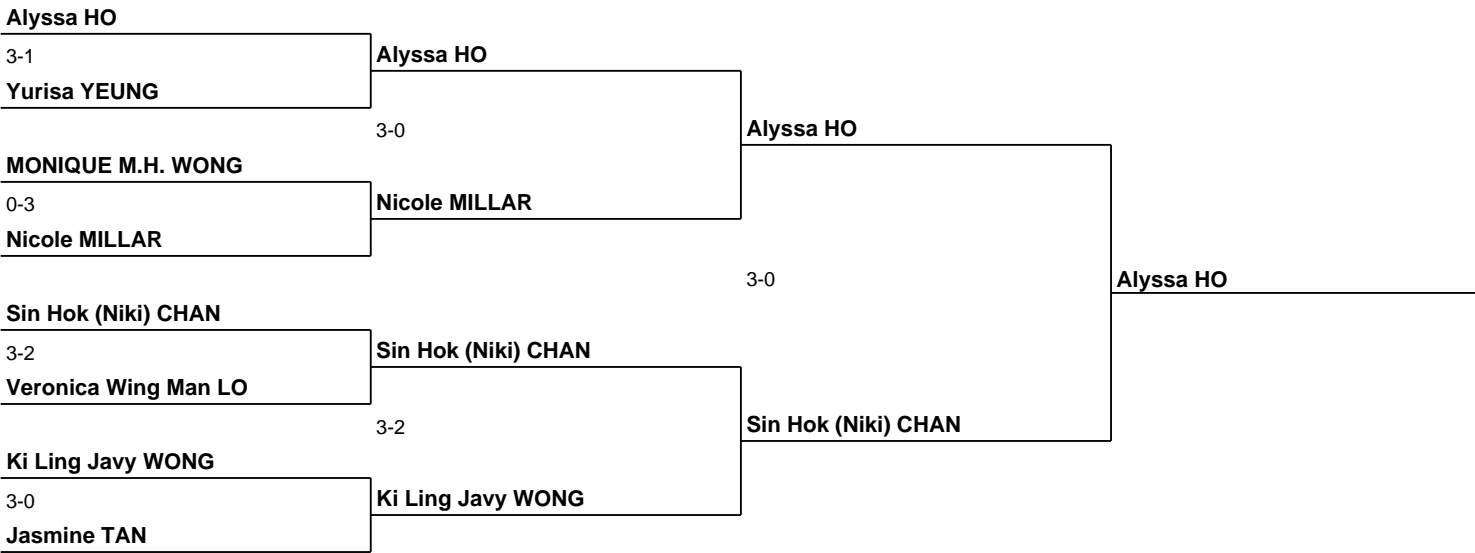 Alyssa HO
3-1
Alyssa HO
Yurisa YEUNG
3-0
Alyssa HO
MONIQUE M.H. WONG
0-3
Nicole MILLAR
Nicole MILLAR
3-0
Alyssa HO
Sin Hok (Niki) CHAN
3-2
Sin Hok (Niki) CHAN
Veronica Wing Man LO
3-2
Sin Hok (Niki) CHAN
Ki Ling Javy WONG
3-0
Ki Ling Javy WONG
Jasmine TAN